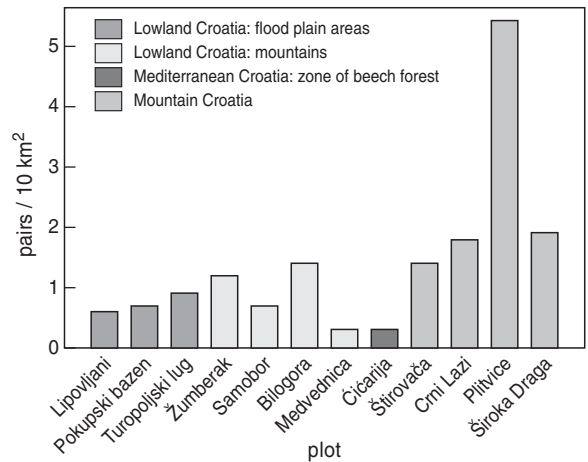 Lowland Croatia: flood plain areas
Lowland Croatia: mountains
Mediterranean Croatia: zone of beech forest
Mountain Croatia
pairs / 10 km²
5
4
3
2
1
0
Lipovljani
Pokupski bazen
Turopoljski lug
Žumberak
Samobor
Bilogora
Medvednica
Ćićarija
Štirovača
Crni Lazi
Plitvice
Široka Draga
plot